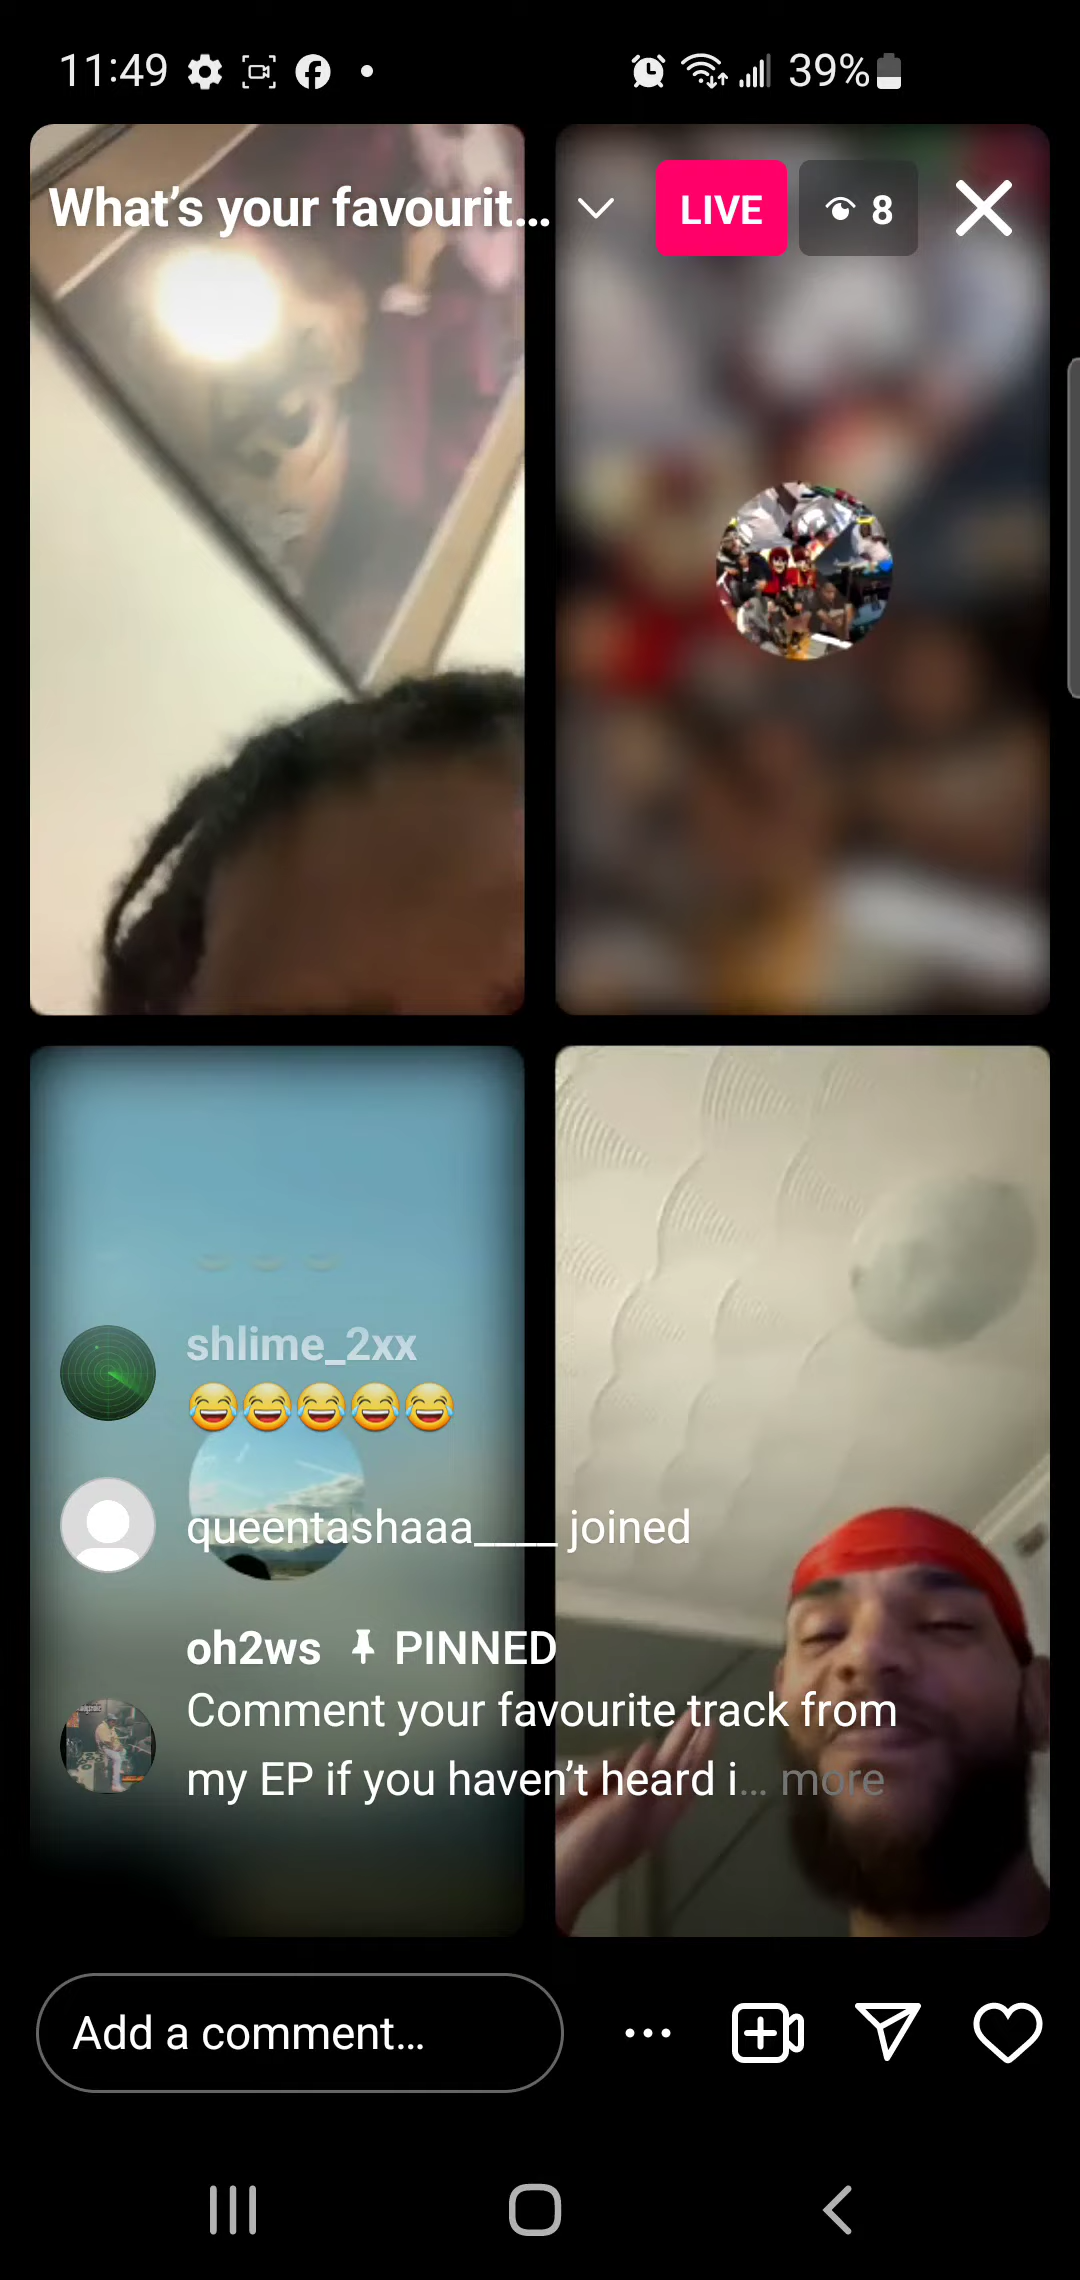 11:49
39%
What’s your favourit...
LIVE
8
shlime_2xx
😂😂😂😂😂
queentashaaa____ joined
oh2ws PINNED
Comment your favourite track from
my EP if you haven’t heard i... more
Add a comment...